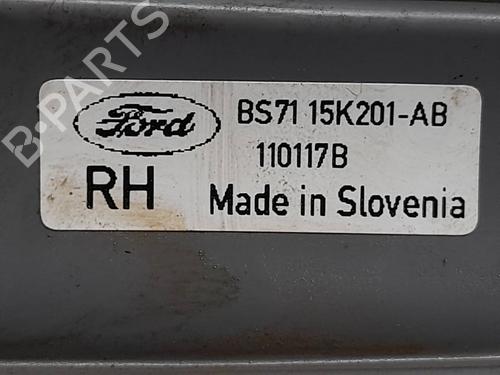 B-PARTS
Ford
BS71 15K201-AB
110117B
RH
Made in Slovenia